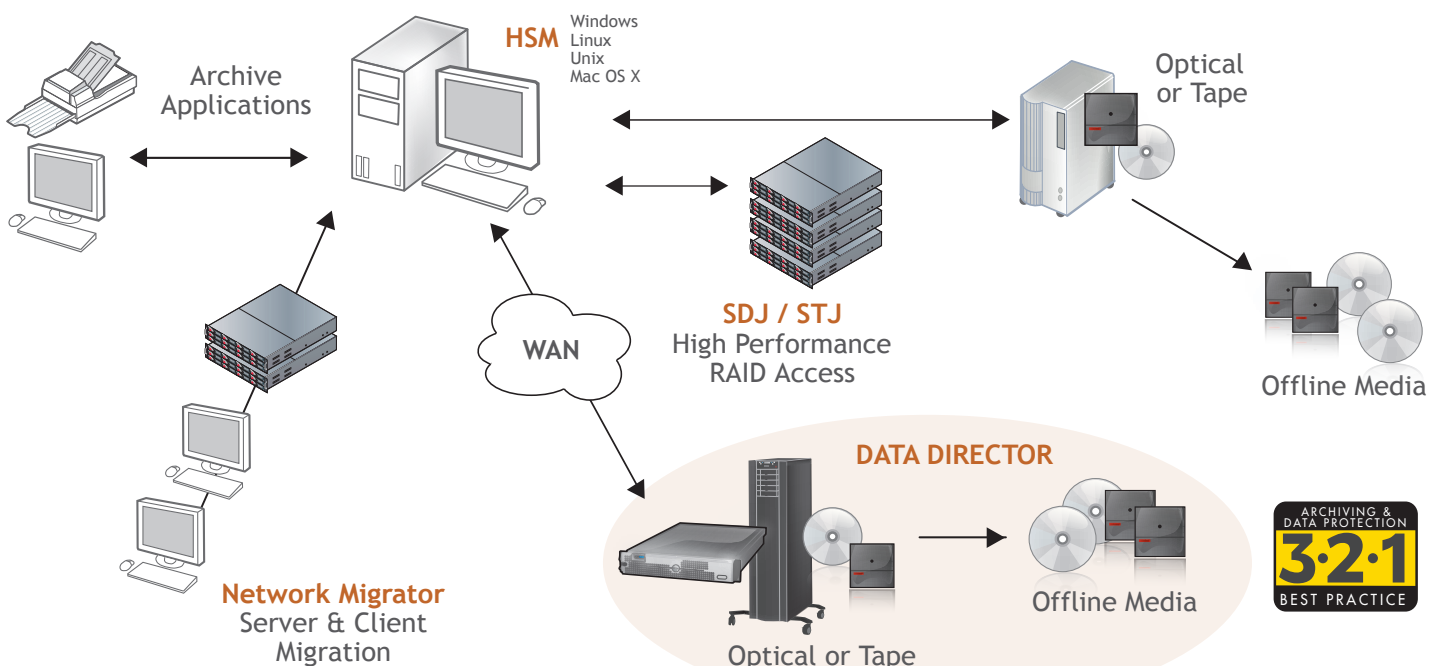 HSM
Windows
Linux
Unix
Mac OS X
Archive
Applications
Optical
or Tape
SDJ / STJ
High Performance
RAID Access
WAN
Offline Media
DATA DIRECTOR
Offline Media
Optical or Tape
Network Migrator
Server & Client
Migration
ARCHIVING &
DATA PROTECTION
3·2·1
BEST PRACTICE